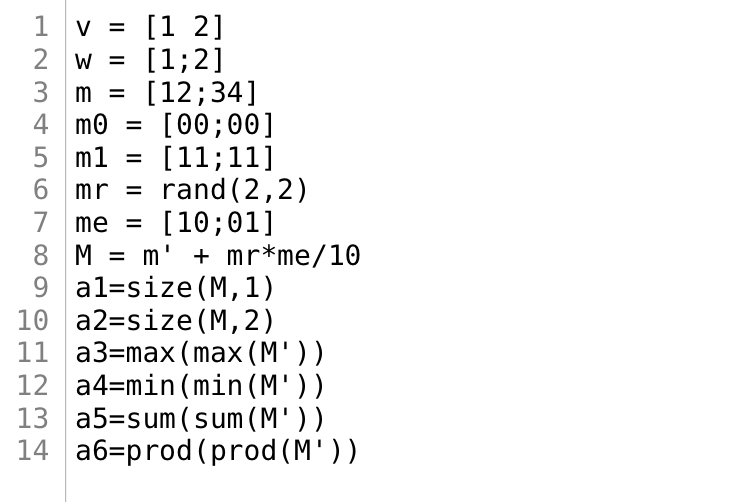 1 v = [1 2]
2 w = [1;2]
3 m = [12;34]
4 m0 = [00;00]
5 m1 = [11;11]
6 mr = rand(2,2)
7 me = [10;01]
8 M = m' + mr*me/10
9 a1=size(M,1)
10 a2=size(M,2)
11 a3=max(max(M'))
12 a4=min(min(M'))
13 a5=sum(sum(M'))
14 a6=prod(prod(M'))